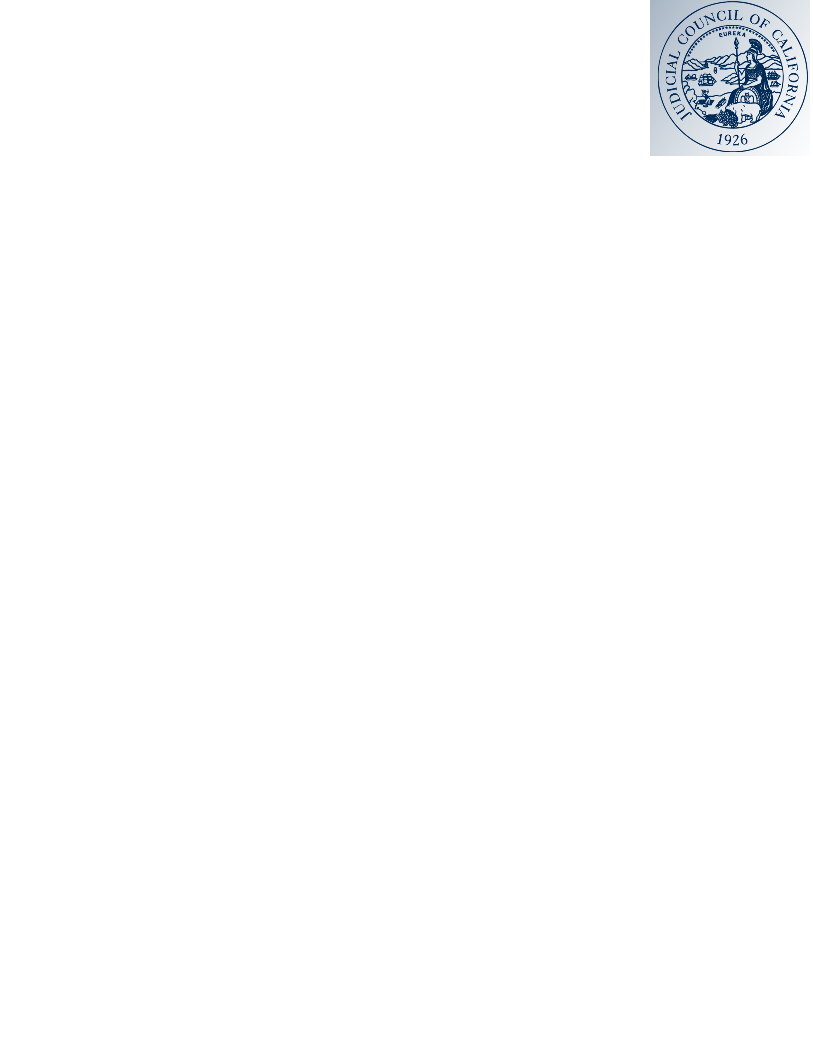 JUDICIAL COUNCIL OF CALIFORNIA
EUREKA
1926